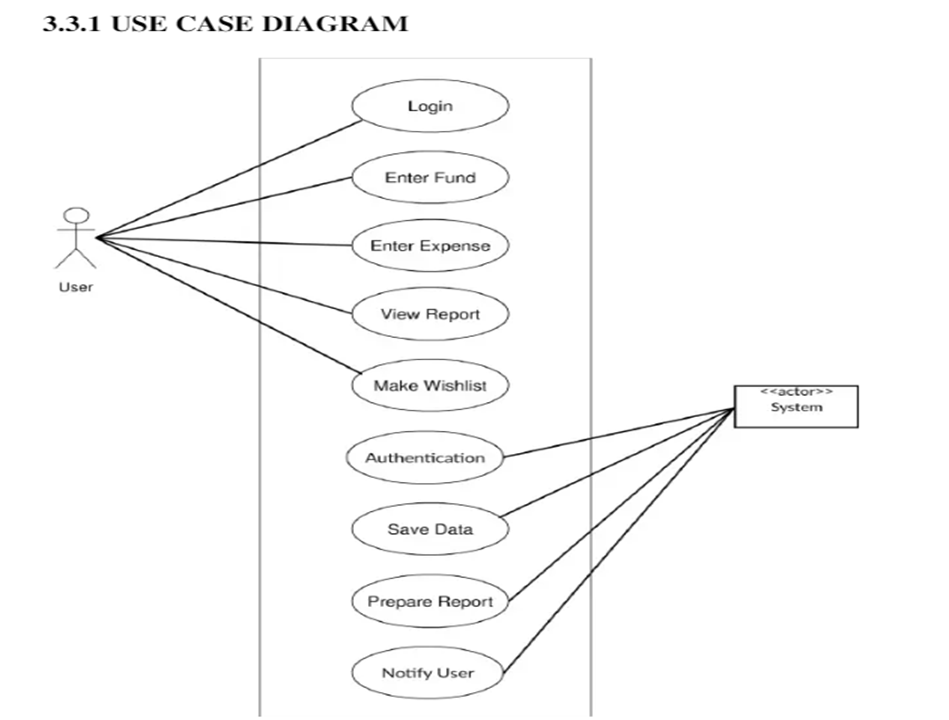 3.3.1 USE CASE DIAGRAM
Login
Enter Fund
Enter Expense
User
View Report
Make Wishlist
<<actor>>
System
Authentication
Save Data
Prepare Report
Notify User